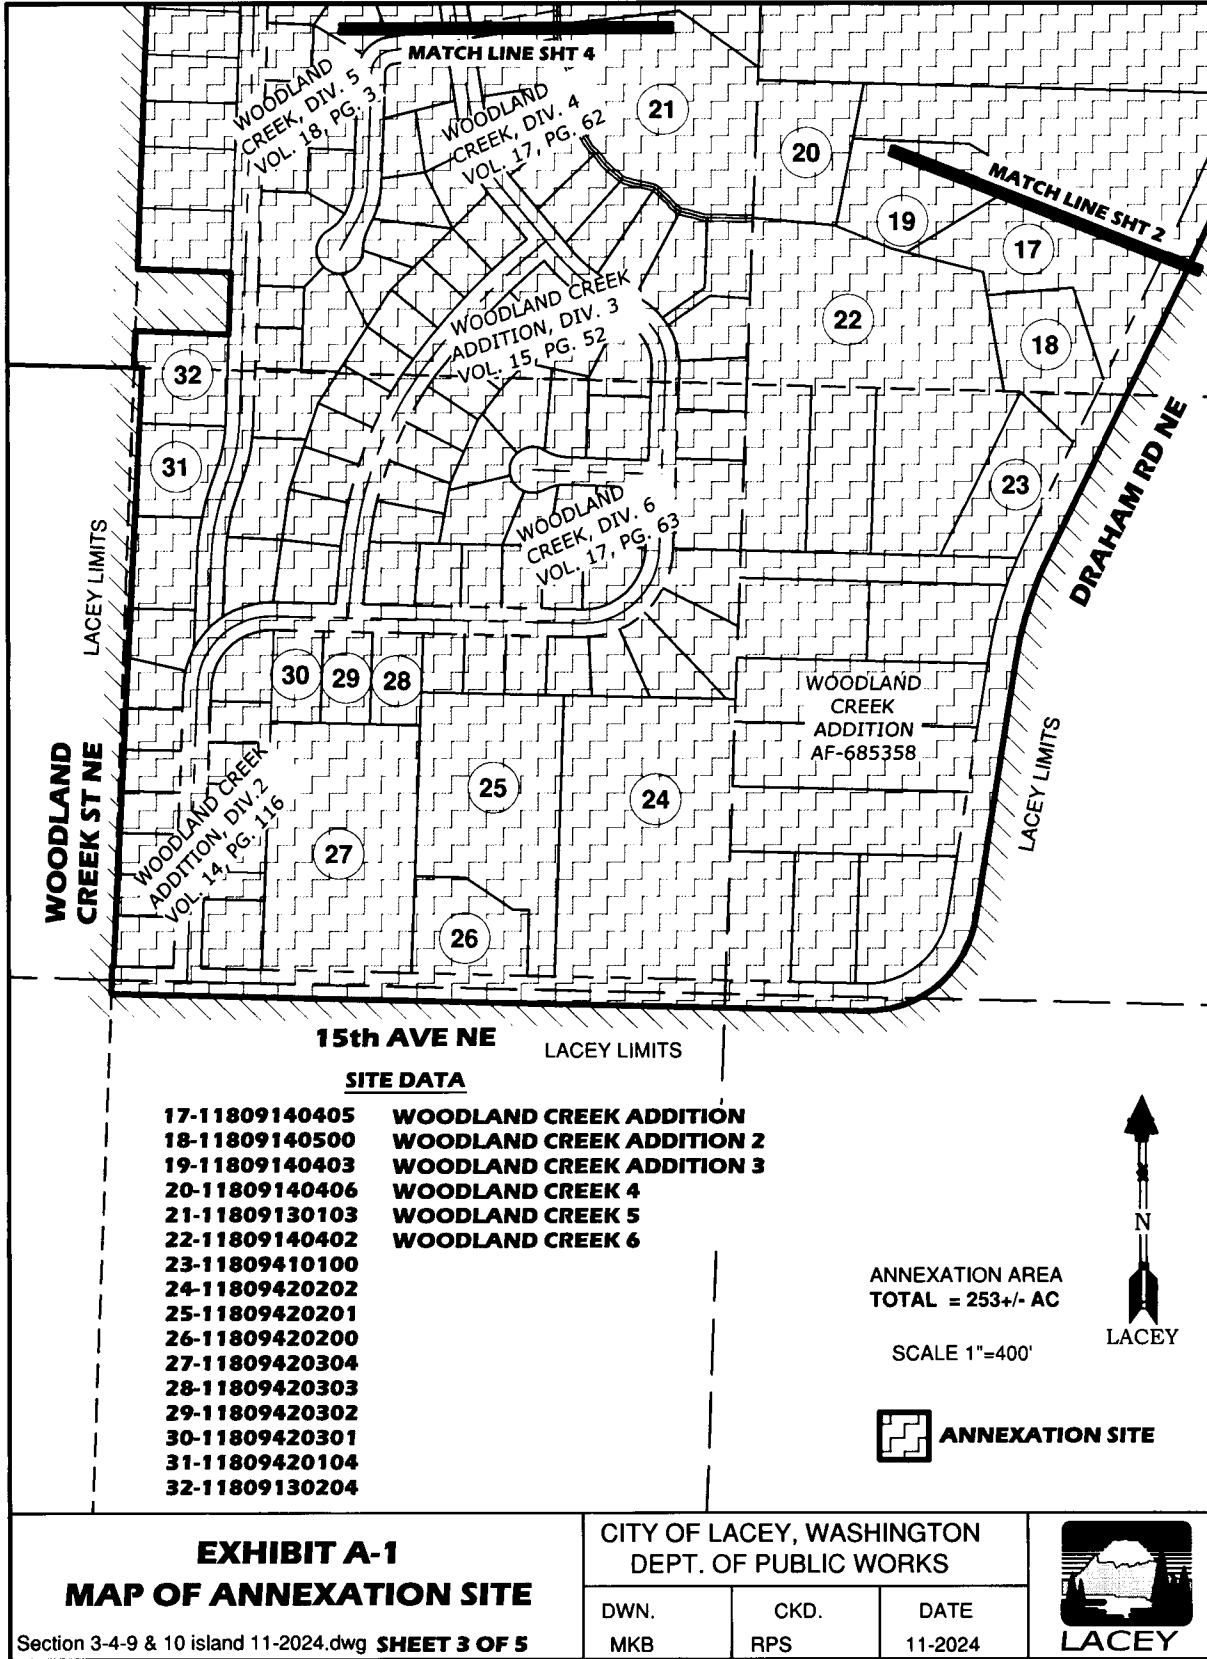 MATCH LINE SHT 4
WOODLAND
CREEK, DIV. 5
VOL. 18, PG. 3
WOODLAND
CREEK, DIV. 4
VOL. 17, PG. 62
21
20
19
MATCH LINE SHT 2
17
22
18
WOODLAND CREEK
ADDITION, DIV. 3
VOL. 15, PG. 52
32
31
23
DRAHAM RD NE
WOODLAND
CREEK, DIV. 6
VOL. 17, PG. 63
LACEY LIMITS
30
29
28
WOODLAND
CREEK
ADDITION
AF-685358
LACEY LIMITS
WOODLAND
CREEK ST NE
WOODLAND CREEK
ADDITION, DIV.2
VOL. 14, PG. 116
25
24
27
26
15th AVE NE
LACEY LIMITS
SITE DATA
17-11809140405 WOODLAND CREEK ADDITION
18-11809140500 WOODLAND CREEK ADDITION 2
19-11809140403 WOODLAND CREEK ADDITION 3
20-11809140406 WOODLAND CREEK 4
21-11809130103 WOODLAND CREEK 5
22-11809140402 WOODLAND CREEK 6
23-11809410100
24-11809420202
25-11809420201
26-11809420200
27-11809420304
28-11809420303
29-11809420302
30-11809420301
31-11809420104
32-11809130204
N
LACEY
ANNEXATION AREA
TOTAL = 253+/- AC
SCALE 1"=400'
ANNEXATION SITE
EXHIBIT A-1
MAP OF ANNEXATION SITE
Section 3-4-9 & 10 island 11-2024.dwg SHEET 3 OF 5
CITY OF LACEY, WASHINGTON
DEPT. OF PUBLIC WORKS
DWN. CKD. DATE
MKB RPS 11-2024
LACEY